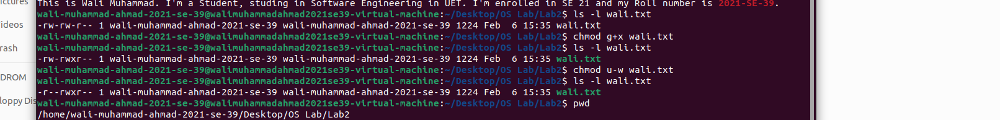 ictures
This is Wali Muhammad. I'm a Student, studing in Software Engineering in UET. I'm enrolled in SE 21 and my Roll number is 2021-SE-39.
wali-muhammad-ahmad-2021-se-39@walimuhammadahmad2021se39-virtual-machine:~/Desktop/OS Lab/Lab2$ ls -l wali.txt
ideos
-rw-rw-r-- 1 wali-muhammad-ahmad-2021-se-39 wali-muhammad-ahmad-2021-se-39 1224 Feb  6 15:35 wali.txt
wali-muhammad-ahmad-2021-se-39@walimuhammadahmad2021se39-virtual-machine:~/Desktop/OS Lab/Lab2$ chmod g+x wali.txt
rash
wali-muhammad-ahmad-2021-se-39@walimuhammadahmad2021se39-virtual-machine:~/Desktop/OS Lab/Lab2$ ls -l wali.txt
-rw-rwxr-- 1 wali-muhammad-ahmad-2021-se-39 wali-muhammad-ahmad-2021-se-39 1224 Feb  6 15:35 wali.txt
wali-muhammad-ahmad-2021-se-39@walimuhammadahmad2021se39-virtual-machine:~/Desktop/OS Lab/Lab2$ chmod u-w wali.txt
DROM
wali-muhammad-ahmad-2021-se-39@walimuhammadahmad2021se39-virtual-machine:~/Desktop/OS Lab/Lab2$ ls -l wali.txt
-r--rwxr-- 1 wali-muhammad-ahmad-2021-se-39 wali-muhammad-ahmad-2021-se-39 1224 Feb  6 15:35 wali.txt
loppy Dis
wali-muhammad-ahmad-2021-se-39@walimuhammadahmad2021se39-virtual-machine:~/Desktop/OS Lab/Lab2$ pwd
/home/wali-muhammad-ahmad-2021-se-39/Desktop/OS Lab/Lab2